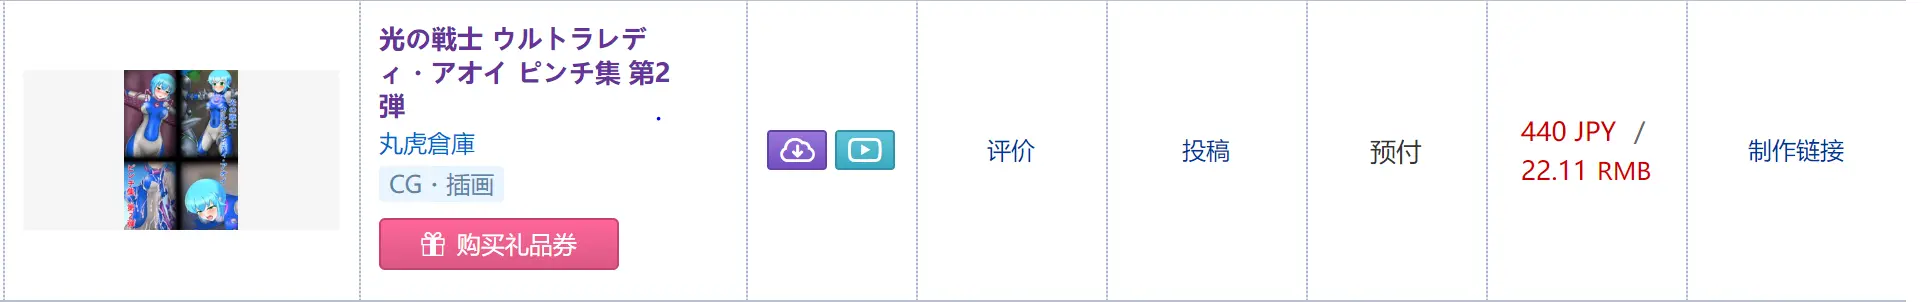 光の戦士 ウルトラレデ
ィ・アオイ ピンチ集 第2
弾
丸虎倉庫
CG・插画
购买礼品券
评价
投稿
预付
440 JPY /
22.11 RMB
制作链接